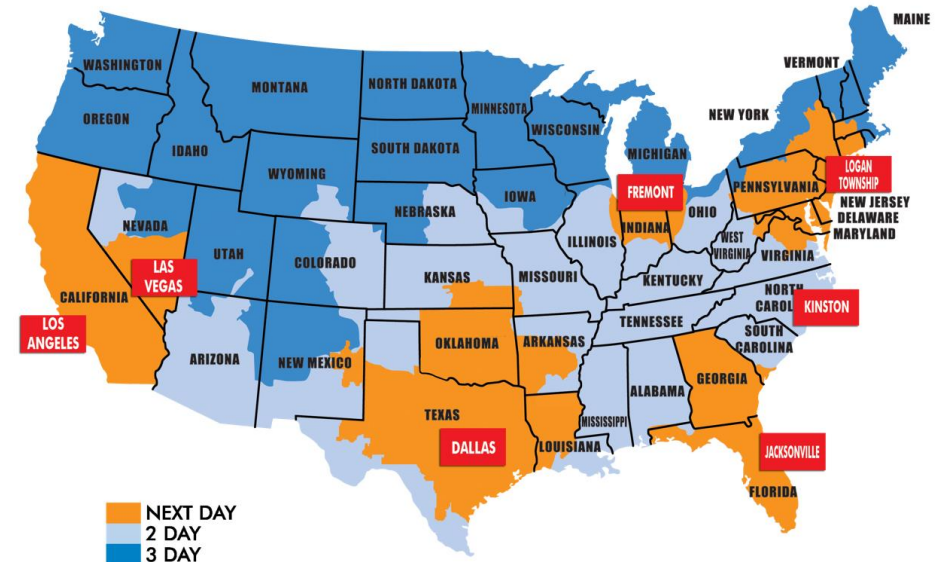 MAINE
WASHINGTON
MONTANA
NORTH DAKOTA
MINNESOTA
VERMONT
OREGON
IDAHO
SOUTH DAKOTA
WISCONSIN
MICHIGAN
NEW YORK
WYOMING
IOWA
NEBRASKA
FREMONT
PENNSYLVANIA
LOGAN
TOWNSHIP
NEW JERSEY
DELAWARE
MARYLAND
NEVADA
UTAH
COLORADO
ILLINOIS
INDIANA
OHIO
WEST
VIRGINIA
VIRGINIA
LAS
VEGAS
CALIFORNIA
KANSAS
MISSOURI
KENTUCKY
NORTH
CAROL
KINSTON
LOS
ANGELES
ARIZONA
NEW MEXICO
OKLAHOMA
ARKANSAS
TENNESSEE
SOUTH
CAROLINA
TEXAS
DALLAS
LOUISIANA
MISSISSIPPI
ALABAMA
GEORGIA
JACKSONVILLE
FLORIDA
NEXT DAY
2 DAY
3 DAY